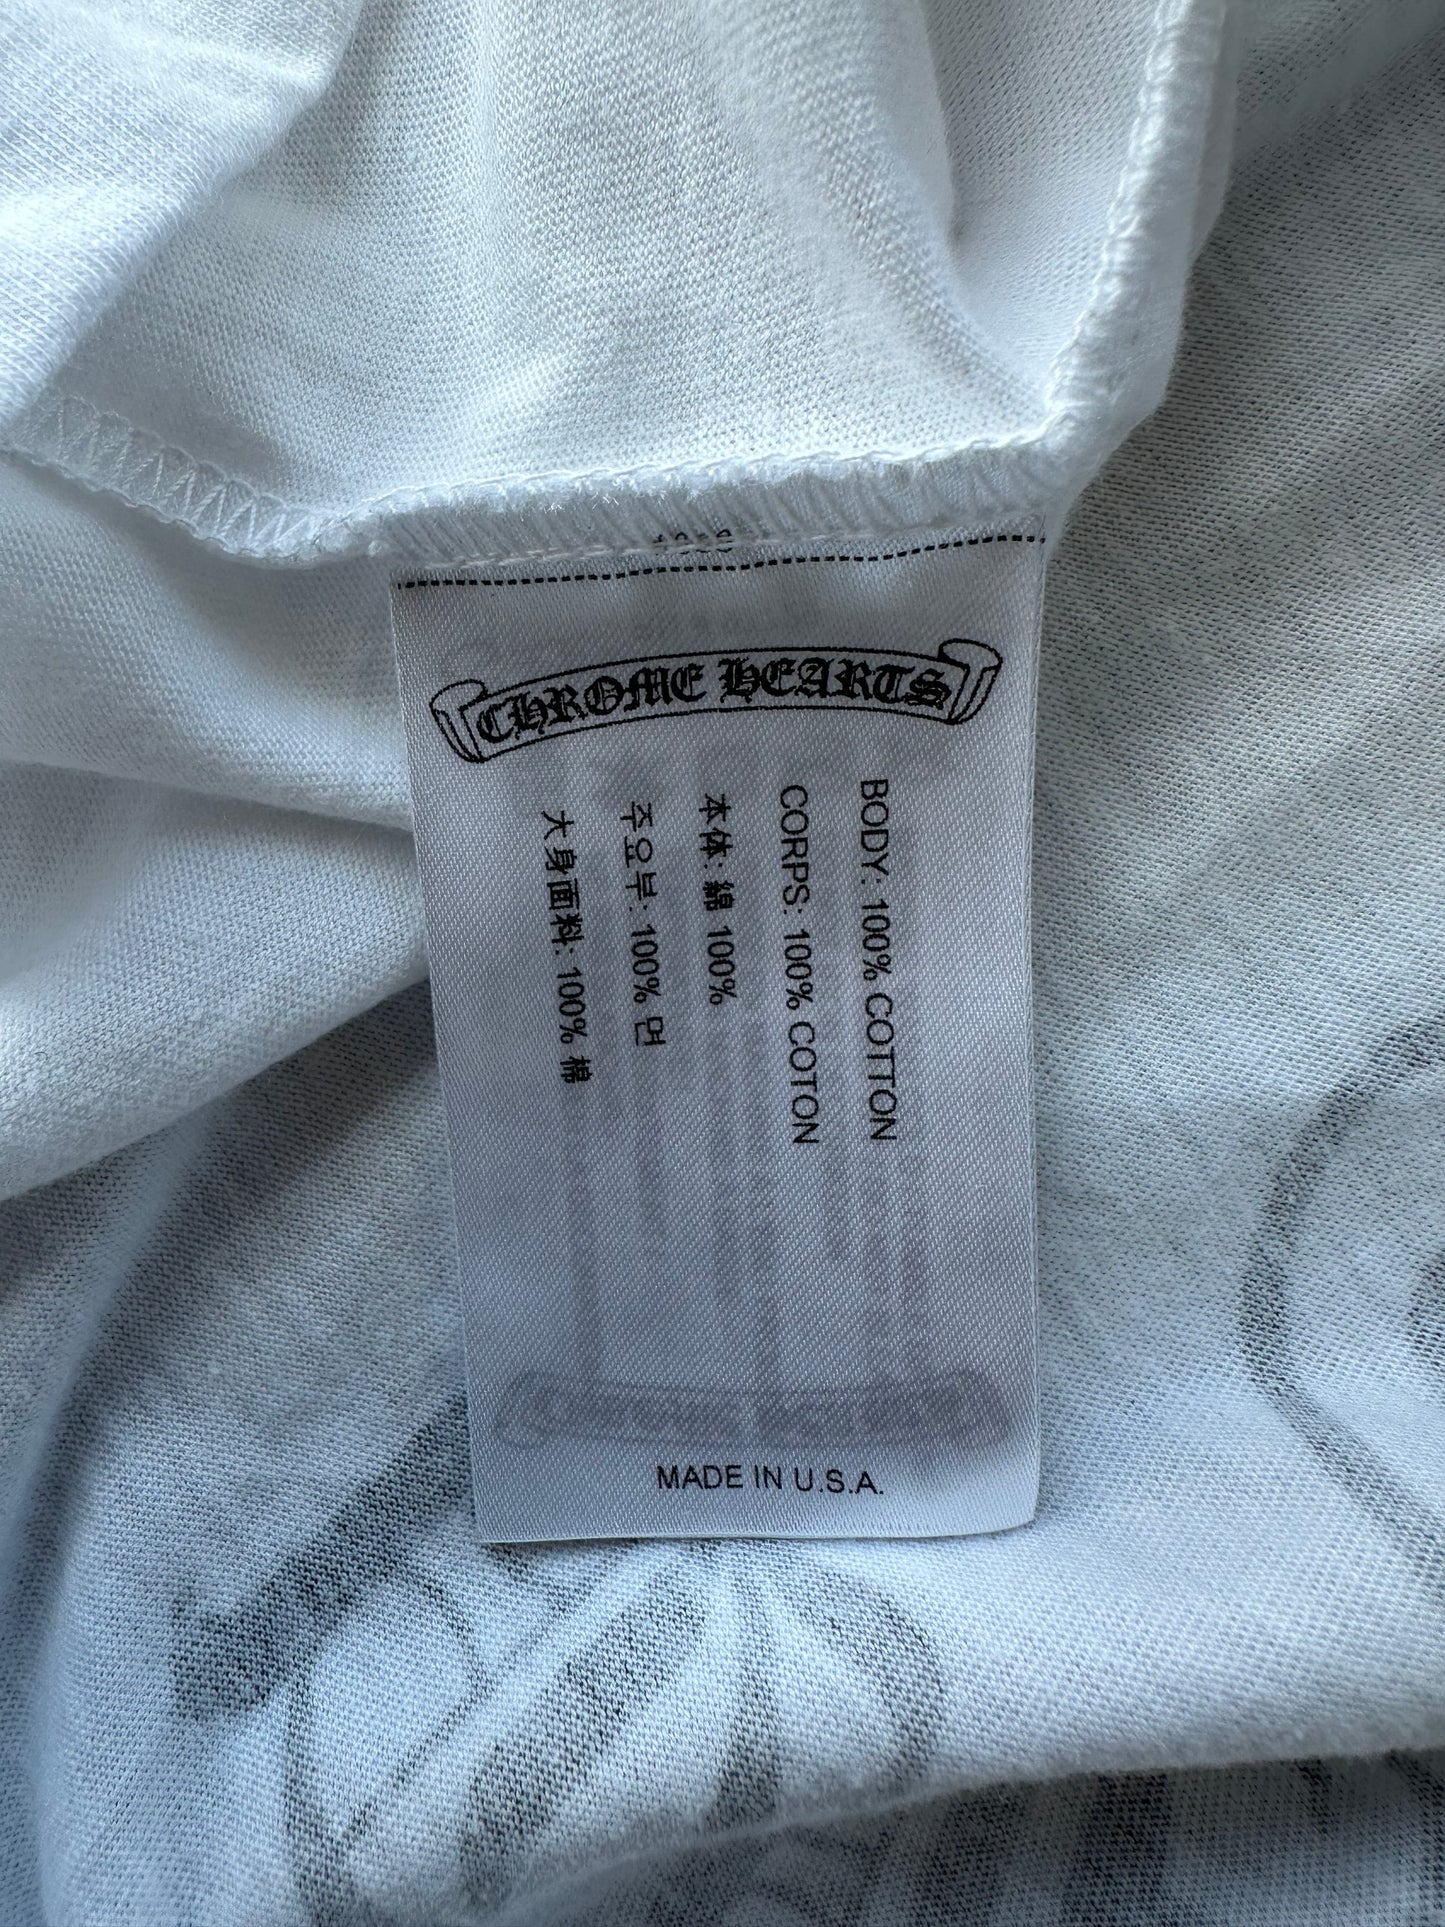 CHROME HEARTS
BODY: 100% COTTON
CORPS: 100% COTON
本体: 綿 100%
주요부: 100% 면
大身面料: 100% 棉
MADE IN U.S.A.